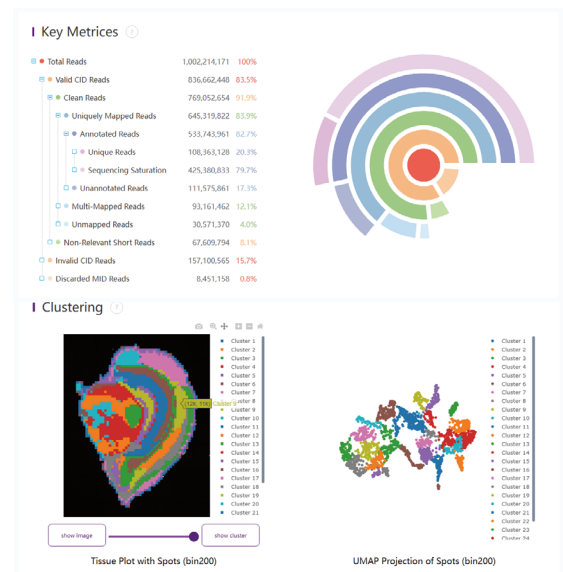 Key Metrices ?
Total Reads 1,002,214,171 100%
Valid CID Reads 836,662,448 83.5%
Clean Reads 769,052,654 91.9%
Uniquely Mapped Reads 645,319,822 83.9%
Annotated Reads 533,743,961 82.7%
Unique Reads 108,363,128 20.3%
Sequencing Saturation 425,380,833 79.7%
Unannotated Reads 111,575,861 17.3%
Multi-Mapped Reads 93,161,462 12.1%
Unmapped Reads 30,571,370 4.0%
Non-Relevant Short Reads 67,609,794 8.1%
Invalid CID Reads 157,100,565 15.7%
Discarded MID Reads 8,451,158 0.8%
Clustering ?
Cluster 1
Cluster 2
Cluster 3
Cluster 4
Cluster 5
Cluster 6
Cluster 7
Cluster 8
Cluster 9
Cluster 10
Cluster 11
Cluster 12
Cluster 13
Cluster 14
Cluster 15
Cluster 16
Cluster 17
Cluster 18
Cluster 19
Cluster 20
Cluster 21
Cluster 1
Cluster 2
Cluster 3
Cluster 4
Cluster 5
Cluster 6
Cluster 7
Cluster 8
Cluster 9
Cluster 10
Cluster 11
Cluster 12
Cluster 13
Cluster 14
Cluster 15
Cluster 16
Cluster 17
Cluster 18
Cluster 19
Cluster 20
Cluster 21
Cluster 22
Cluster 23
Cluster 24
show image
show cluster
Tissue Plot with Spots (bin200)
UMAP Projection of Spots (bin200)